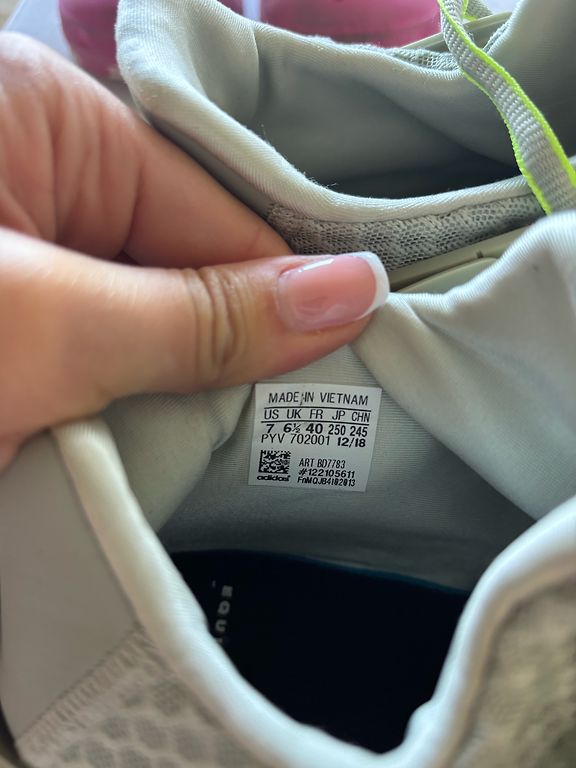 MADE IN VIETNAM
US UK FR JP CHN
7 6½ 40 250 245
PYV 702001 12/18
ART BD7783
#122105611
adidas